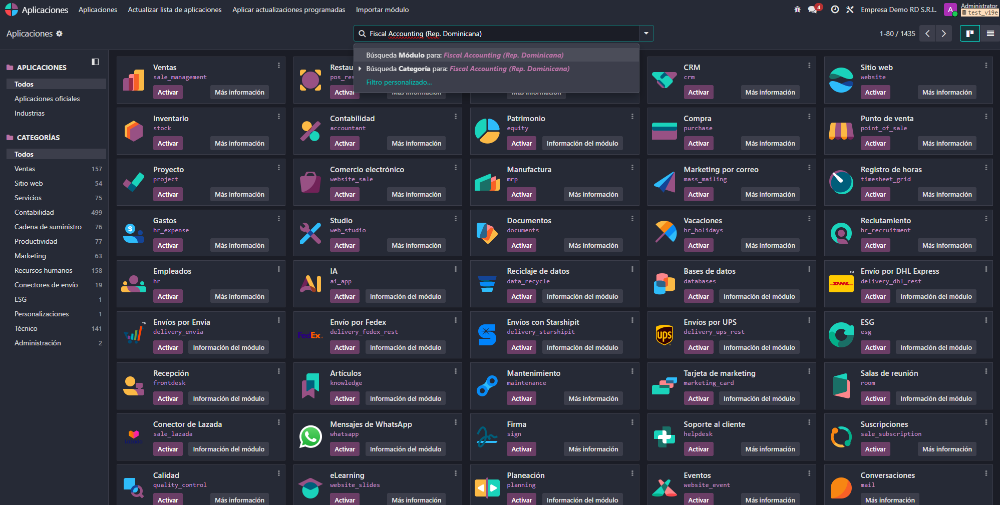 Aplicaciones Aplicaciones Actualizar lista de aplicaciones Aplicar actualizaciones programadas Importar módulo 4 Empresa Demo RD S.R.L. A Administrator
test_v19e
Aplicaciones Fiscal Accounting (Rep. Dominicana) 1-80 / 1435
Búsqueda Módulo para: Fiscal Accounting (Rep. Dominicana)
Búsqueda Categoría para: Fiscal Accounting (Rep. Dominicana)
Filtro personalizado...
APLICACIONES
Todos
Aplicaciones oficiales
Industrias
CATEGORÍAS
Todos
Ventas 157
Sitio web 54
Servicios 75
Contabilidad 499
Cadena de suministro 76
Productividad 77
Marketing 63
Recursos humanos 158
Conectores de envío 19
ESG 1
Personalizaciones 1
Técnico 141
Administración 2
Ventas
sale_management
Activar Más información
Restau
pos_res
Activar Más información
Más información
CRM
crm
Activar Más información
Sitio web
website
Activar Más información
Inventario
stock
Activar Más información
Contabilidad
accountant
Activar Más información
Patrimonio
equity
Activar Información del módulo
Compra
purchase
Activar Más información
Punto de venta
point_of_sale
Activar Más información
Proyecto
project
Activar Más información
Comercio electrónico
website_sale
Activar Más información
Manufactura
mrp
Activar Más información
Marketing por correo
mass_mailing
Activar Más información
Registro de horas
timesheet_grid
Activar Más información
Gastos
hr_expense
Activar Más información
Studio
web_studio
Activar Más información
Documentos
documents
Activar Más información
Vacaciones
hr_holidays
Activar Más información
Reclutamiento
hr_recruitment
Activar Más información
Empleados
hr
Activar Más información
IA
ai_app
Activar Información del módulo
Reciclaje de datos
data_recycle
Activar Información del módulo
Bases de datos
databases
Activar Información del módulo
DHL
TM
Envío por DHL Express
delivery_dhl_rest
Activar Información del módulo
TM
Envíos por Envia
delivery_envia
Activar Información del módulo
FedEx
Envío por Fedex
delivery_fedex_rest
Activar Información del módulo
Envíos con Starshipit
delivery_starshipit
Activar Información del módulo
ups
Envíos por UPS
delivery_ups_rest
Activar Información del módulo
ESG
esg
Activar Información del módulo
Recepción
frontdesk
Activar Información del módulo
Artículos
knowledge
Activar Información del módulo
Mantenimiento
maintenance
Activar Más información
Tarjeta de marketing
marketing_card
Activar Información del módulo
Salas de reunión
room
Activar Información del módulo
Lazada
Conector de Lazada
sale_lazada
Activar Información del módulo
Mensajes de WhatsApp
whatsapp
Activar Información del módulo
Firma
sign
Activar Más información
Soporte al cliente
helpdesk
Activar Más información
Suscripciones
sale_subscription
Activar Más información
Calidad
quality_control
Activar Más información
eLearning
website_slides
Activar Más información
Planeación
planning
Activar Información del módulo
Eventos
website_event
Activar Más información
Conversaciones
mail
Más información